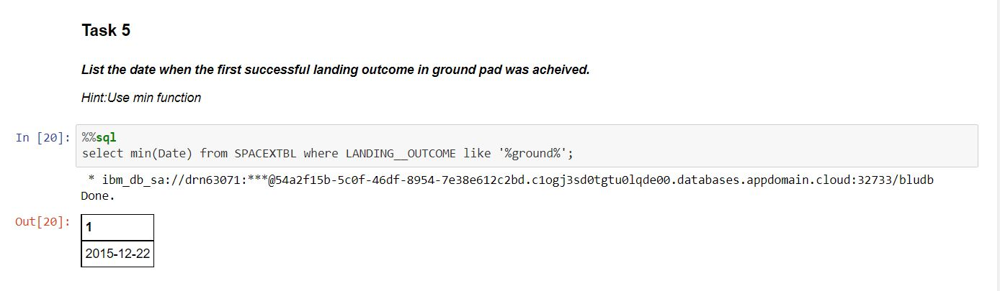 Task 5
List the date when the first successful landing outcome in ground pad was acheived.
Hint:Use min function
In [20]: %%sql
select min(Date) from SPACEXTBL where LANDING__OUTCOME like '%ground%';
* ibm_db_sa://drn63071:***@54a2f15b-5c0f-46df-8954-7e38e612c2bd.c1ogj3sd0tgtu0lqde00.databases.appdomain.cloud:32733/bludb
Done.
Out[20]: 1
2015-12-22